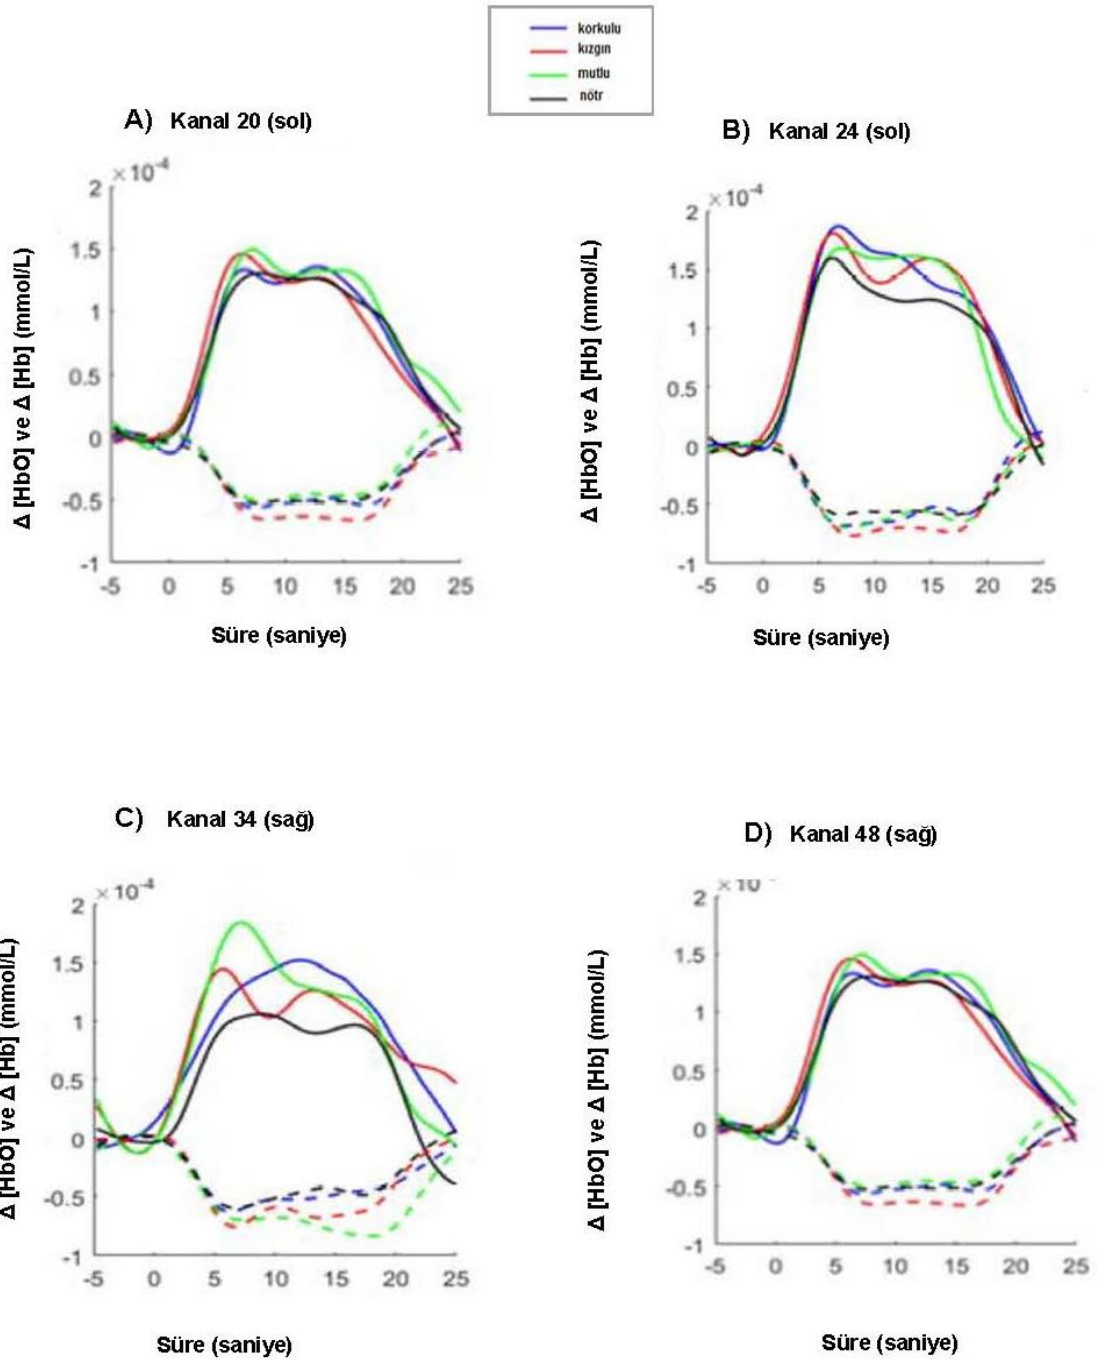 korkulu
kızgın
mutlu
nötr
A) Kanal 20 (sol)
×10⁻⁴
2
1.5
1
0.5
0
-0.5
-1
-5 0 5 10 15 20 25
Δ [HbO] ve Δ [Hb] (mmol/L)
Süre (saniye)
B) Kanal 24 (sol)
×10⁻⁴
2
1.5
1
0.5
0
-0.5
-1
-5 0 5 10 15 20 25
Δ [HbO] ve Δ [Hb] (mmol/L)
Süre (saniye)
C) Kanal 34 (sağ)
×10⁻⁴
2
1.5
1
0.5
0
-0.5
-1
-5 0 5 10 15 20 25
Δ [HbO] ve Δ [Hb] (mmol/L)
Süre (saniye)
D) Kanal 48 (sağ)
×10⁻
2
1.5
1
0.5
0
-0.5
-1
-5 0 5 10 15 20 25
Δ [HbO] ve Δ [Hb] (mmol/L)
Süre (saniye)